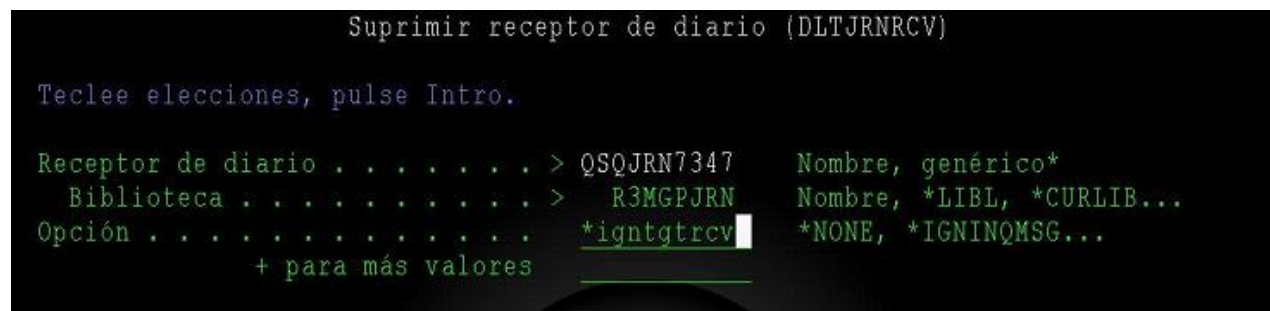 Suprimir receptor de diario (DLTJRNRCV)
Teclee elecciones, pulse Intro.
Receptor de diario . . . . . . . > QSQJRN7347 Nombre, genérico*
Biblioteca . . . . . . . . . . . > R3MGPJRN Nombre, *LIBL, *CURLIB...
Opción . . . . . . . . . . . . . *igntgtrcv *NONE, *IGNINQMSG...
+ para más valores